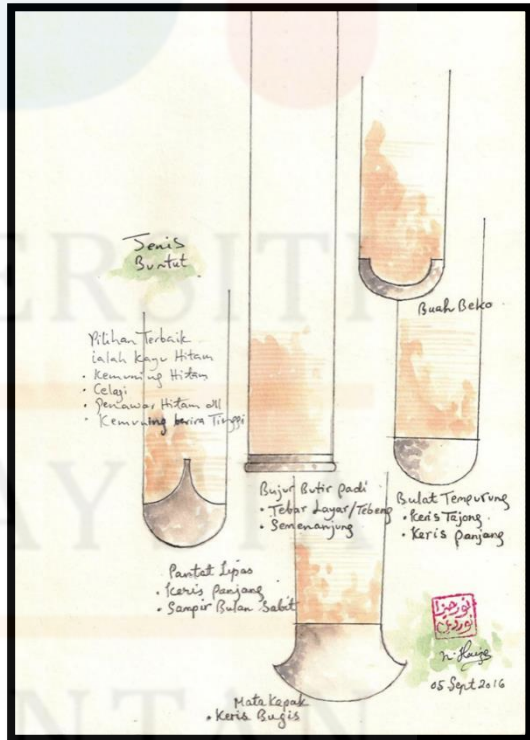 Jenis
Buntut
Pilihan Terbaik
ialah Kayu Hitam
• Kemuning Hitam
• Celagi
• Penawar Hitam dll
• Kemuning berira Tinggi
Buah Beko
Bujur Butir Padi
• Tebar Layar/Tebeng
• Semenanjung
Bulat Tempurung
• Keris Tajong
• Keris Panjang
Pantat Lipas
• Keris Panjang
• Sampir Bulan Sabit
Mata Kapak
• Keris Bugis
05 Sept 2016